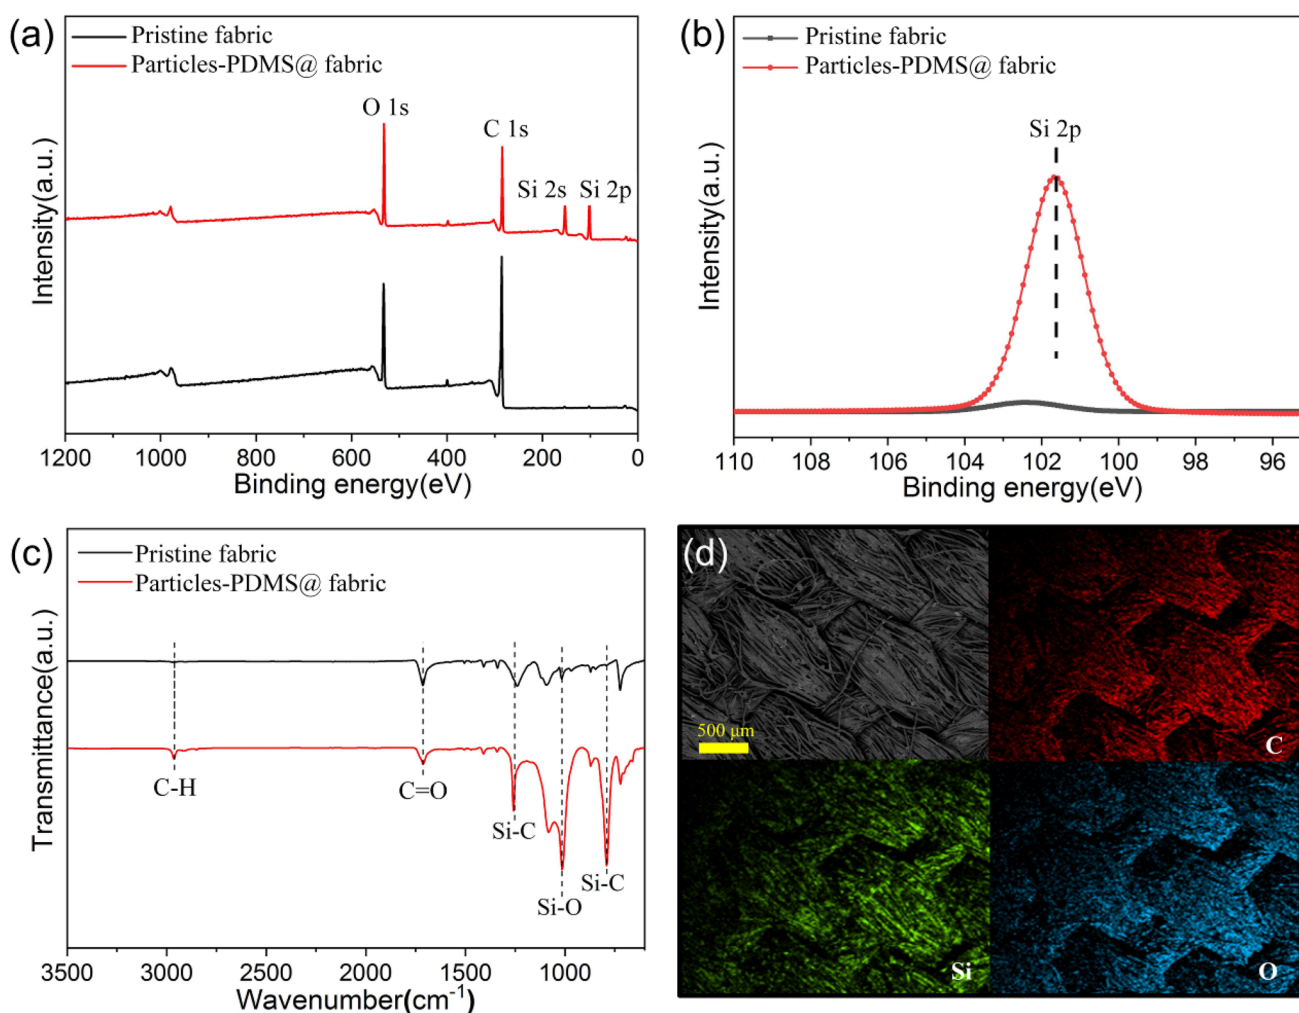 (a)
Pristine fabric
Particles-PDMS@ fabric
O 1s
C 1s
Si 2s
Si 2p
Intensity(a.u.)
1200 1000 800 600 400 200 0
Binding energy(eV)
(b)
Pristine fabric
Particles-PDMS@ fabric
Si 2p
Intensity(a.u.)
110 108 106 104 102 100 98 96
Binding energy(eV)
(c)
Pristine fabric
Particles-PDMS@ fabric
C-H
C=O
Si-C
Si-O
Si-C
Transmittance(a.u.)
3500 3000 2500 2000 1500 1000
Wavenumber(cm⁻¹)
(d)
500 μm
C
Si
O